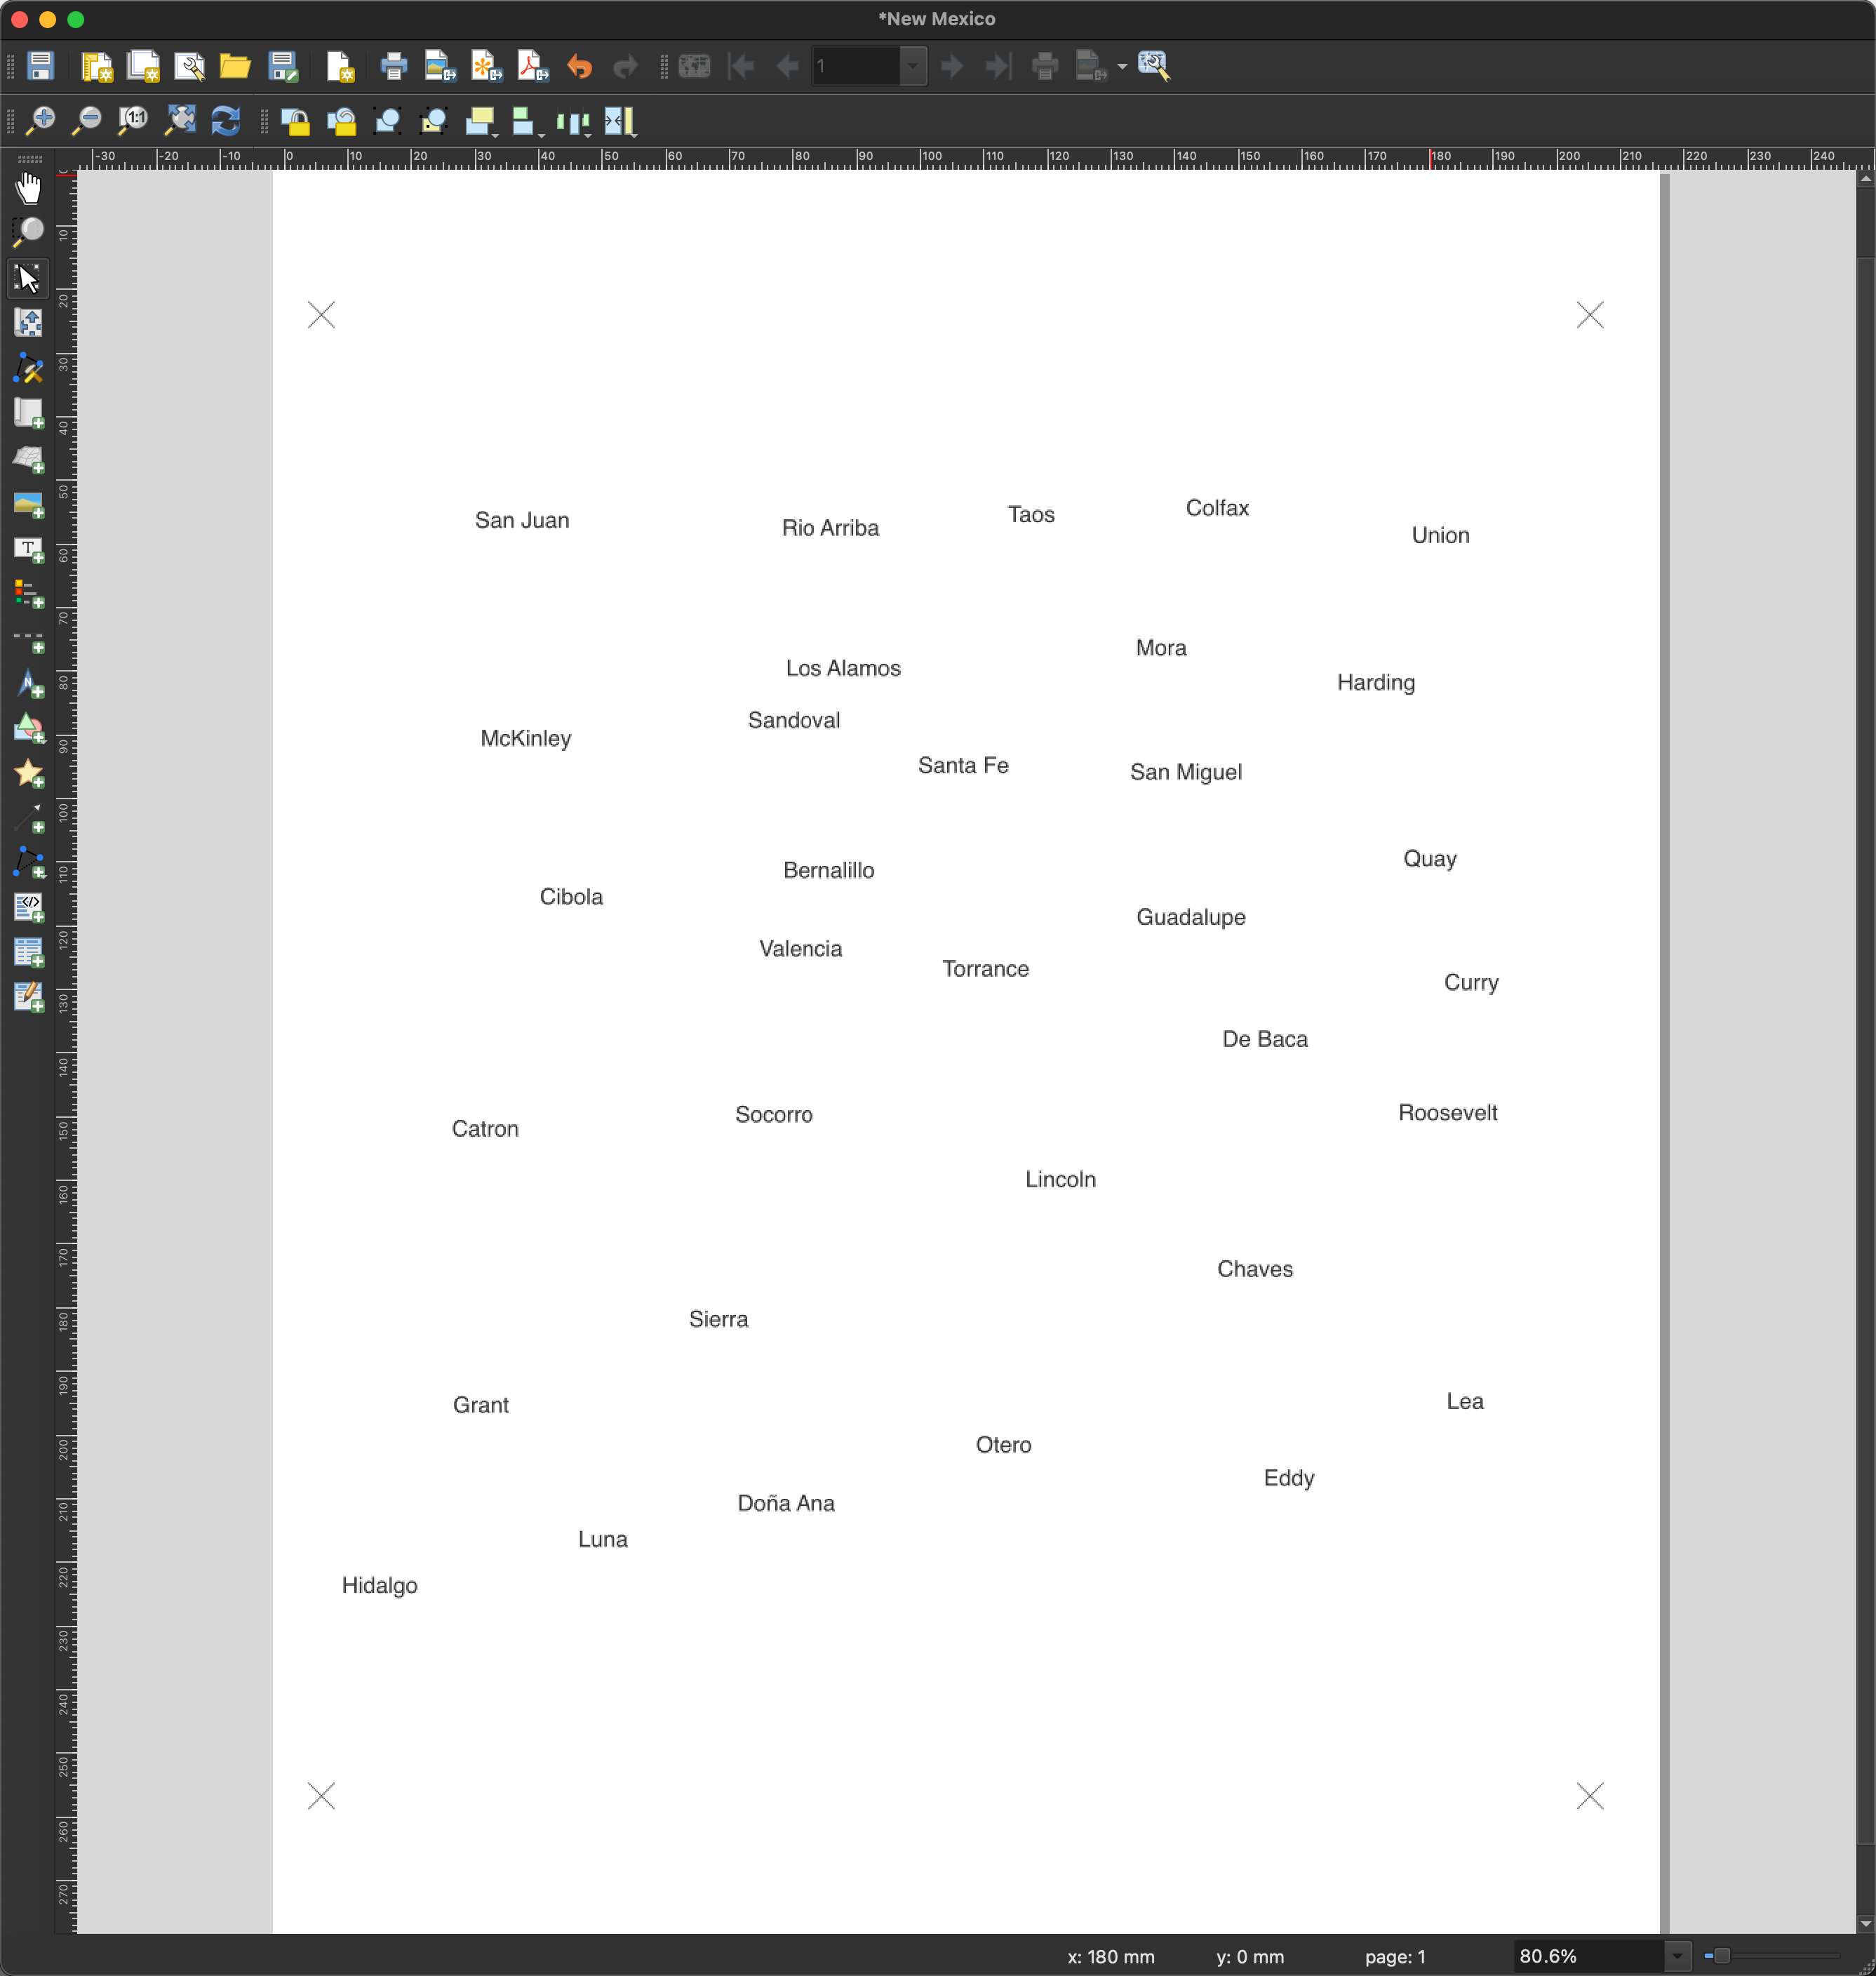 *New Mexico
1
1:1
-30 -20 -10 0 10 20 30 40 50 60 70 80 90 100 110 120 130 140 150 160 170 180 190 200 210 220 230 240
0
10
20
30
40
50
60
70
80
90
100
110
120
130
140
150
160
170
180
190
200
210
220
230
240
250
260
270
T
N
</>
Colfax
Taos
San Juan
Rio Arriba
Union
Mora
Los Alamos
Harding
Sandoval
McKinley
Santa Fe
San Miguel
Quay
Bernalillo
Cibola
Guadalupe
Valencia
Torrance
Curry
De Baca
Roosevelt
Socorro
Catron
Lincoln
Chaves
Sierra
Lea
Grant
Otero
Eddy
Doña Ana
Luna
Hidalgo
x: 180 mm y: 0 mm page: 1 80.6%